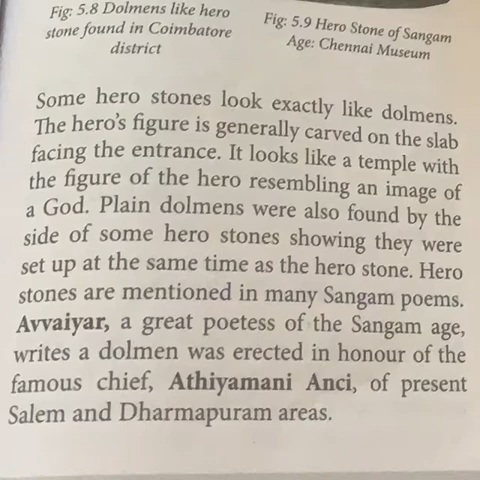 Fig: 5.8 Dolmens like hero
stone found in Coimbatore
district
Fig: 5.9 Hero Stone of Sangam
Age: Chennai Museum
Some hero stones look exactly like dolmens.
The hero's figure is generally carved on the slab
facing the entrance. It looks like a temple with
the figure of the hero resembling an image of
a God. Plain dolmens were also found by the
side of some hero stones showing they were
set up at the same time as the hero stone. Hero
stones are mentioned in many Sangam poems.
Avvaiyar, a great poetess of the Sangam age,
writes a dolmen was erected in honour of the
famous chief, Athiyamani Anci, of present
Salem and Dharmapuram areas.